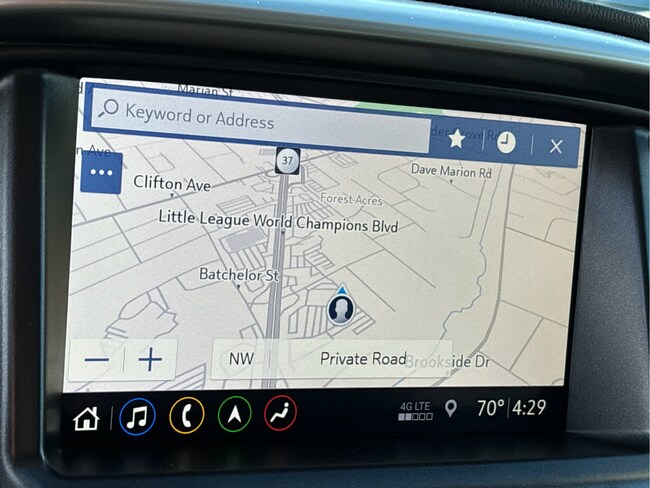 Marian St
Keyword or Address
37
n Ave
Clifton Ave
Dave Marion Rd
Forest Acres
Little League World Champions Blvd
Batchelor St
NW
Private Road
Brookside Dr
4G LTE
70° 4:29